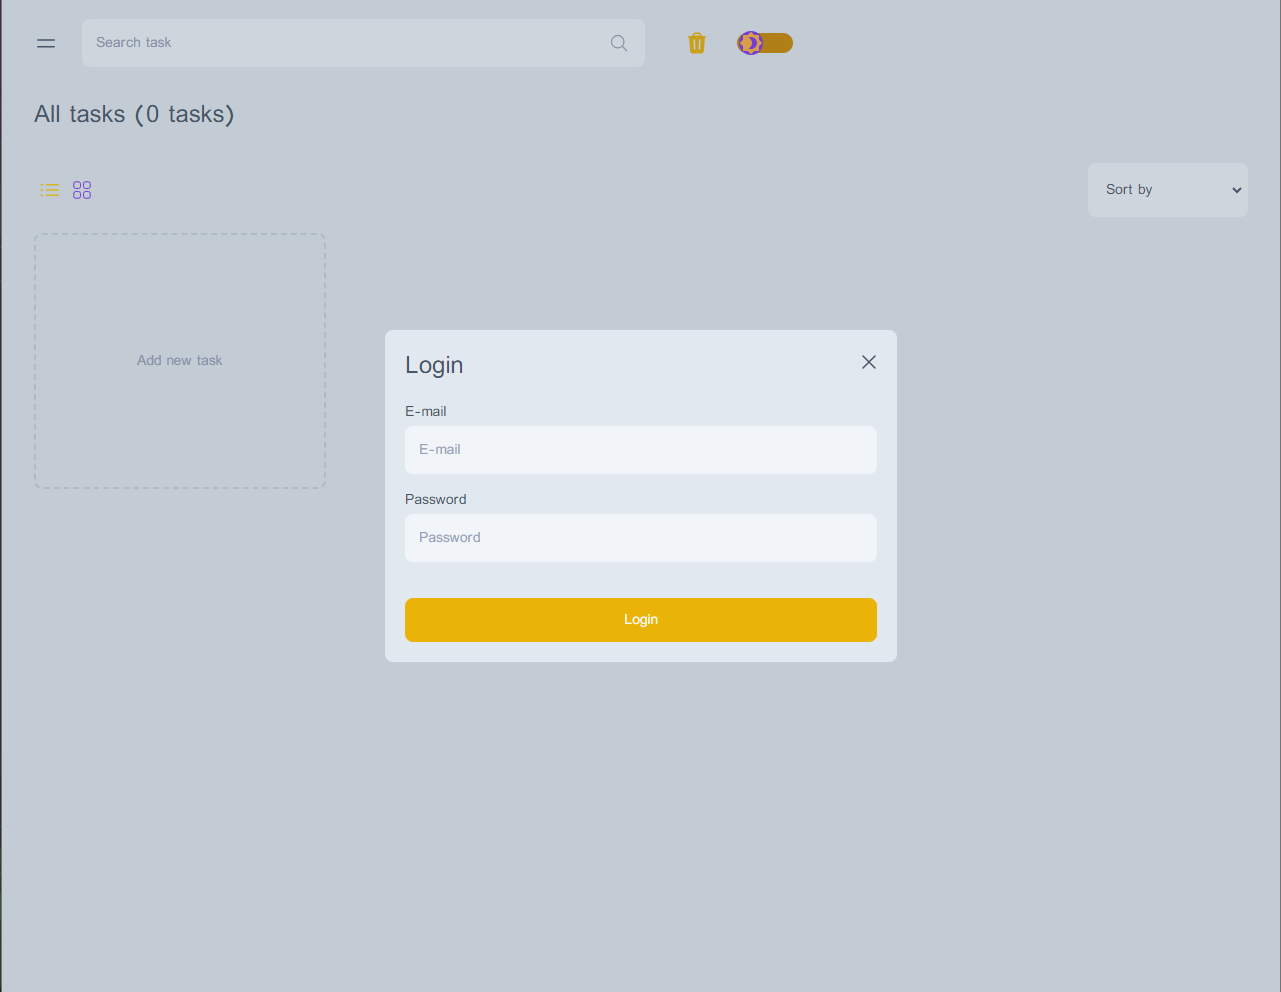 Search task
All tasks (0 tasks)
Sort by
Add new task
Login
E-mail
E-mail
Password
Password
Login